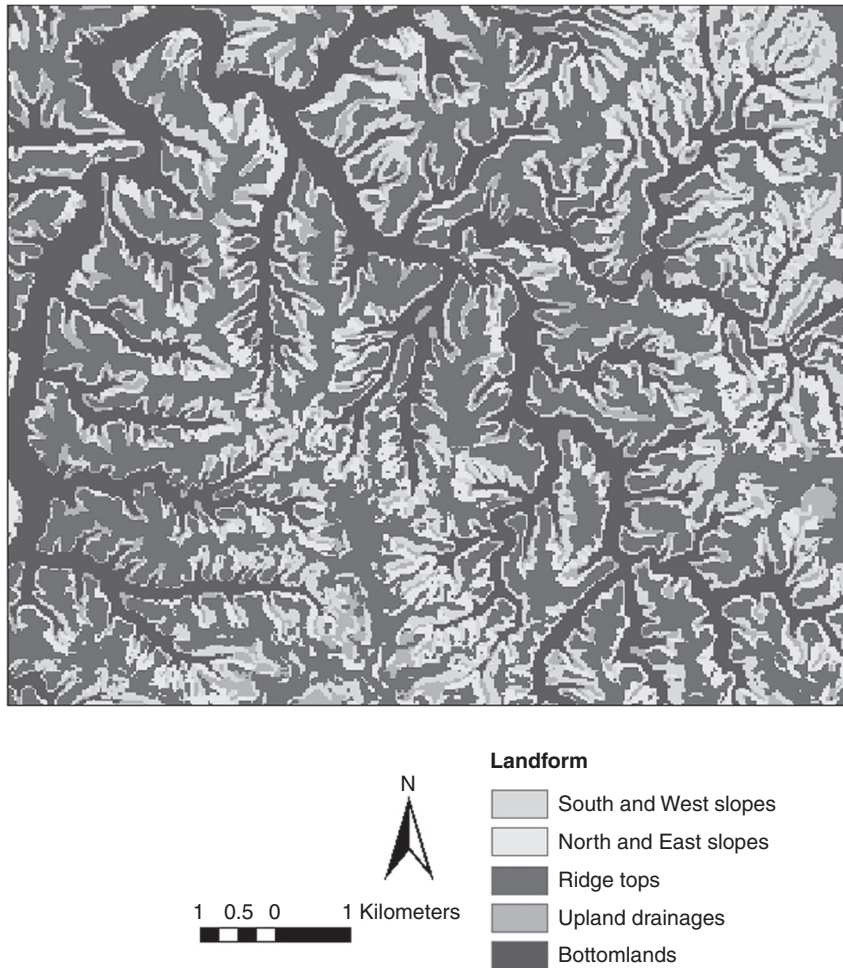 Landform
N
South and West slopes
North and East slopes
Ridge tops
Upland drainages
Bottomlands
1 0.5 0 1 Kilometers